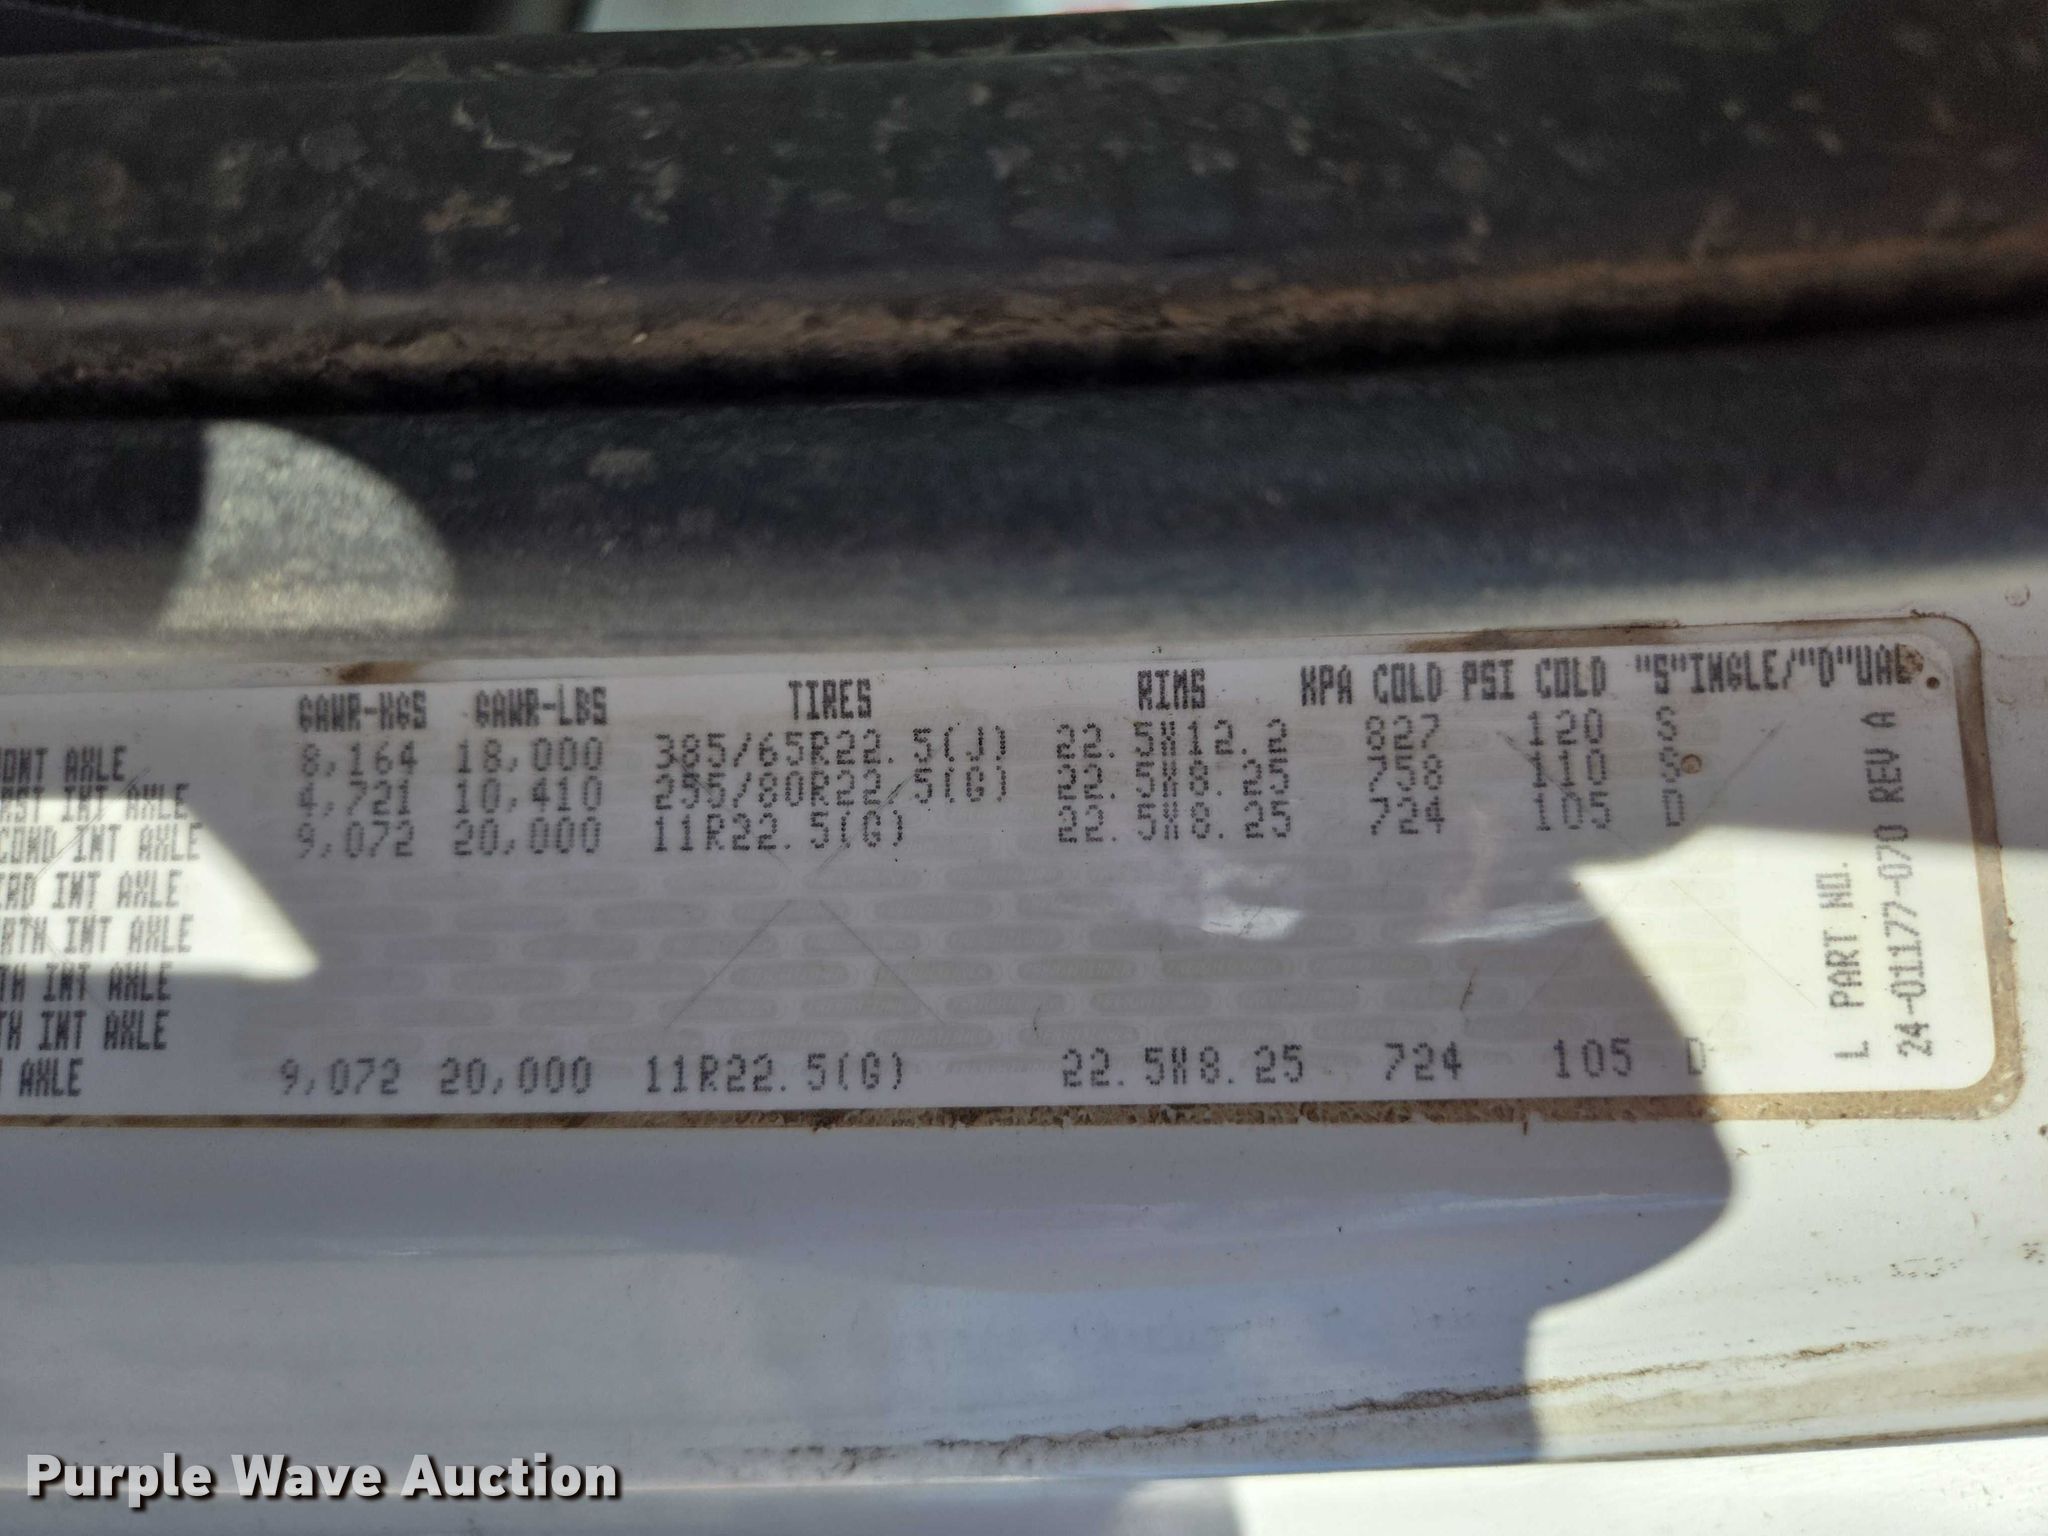 GAWR-KGS GAWR-LBS TIRES RIMS KPA COLD PSI COLD "S"INGLE/"D"UAL
ONT AXLE 8,164 18,000 385/65R22.5(J) 22.5X12.2 827 120 S
RST INT AXLE 4,721 10,410 255/80R22.5(G) 22.5X8.25 758 110 S
COND INT AXLE 9,072 20,000 11R22.5(G) 22.5X8.25 724 105 D
IRD INT AXLE
RTH INT AXLE
TH INT AXLE
TH INT AXLE
AXLE 9,072 20,000 11R22.5(G) 22.5X8.25 724 105 D
L PART NO.
24-01177-070 REV A
Purple Wave Auction